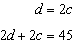 d = 2c
2d + 2c = 45